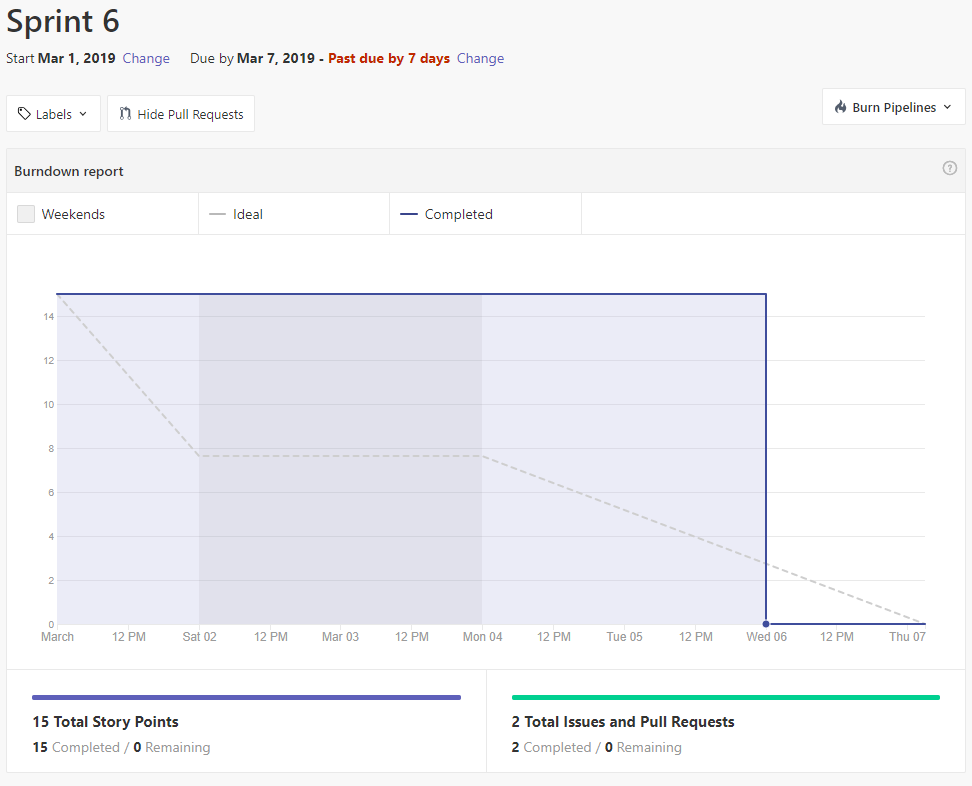 Sprint 6
Start Mar 1, 2019 Change Due by Mar 7, 2019 - Past due by 7 days Change
Labels Hide Pull Requests Burn Pipelines
Burndown report ?
Weekends Ideal Completed
14
12
10
8
6
4
2
0
March 12 PM Sat 02 12 PM Mar 03 12 PM Mon 04 12 PM Tue 05 12 PM Wed 06 12 PM Thu 07
15 Total Story Points
15 Completed / 0 Remaining
2 Total Issues and Pull Requests
2 Completed / 0 Remaining